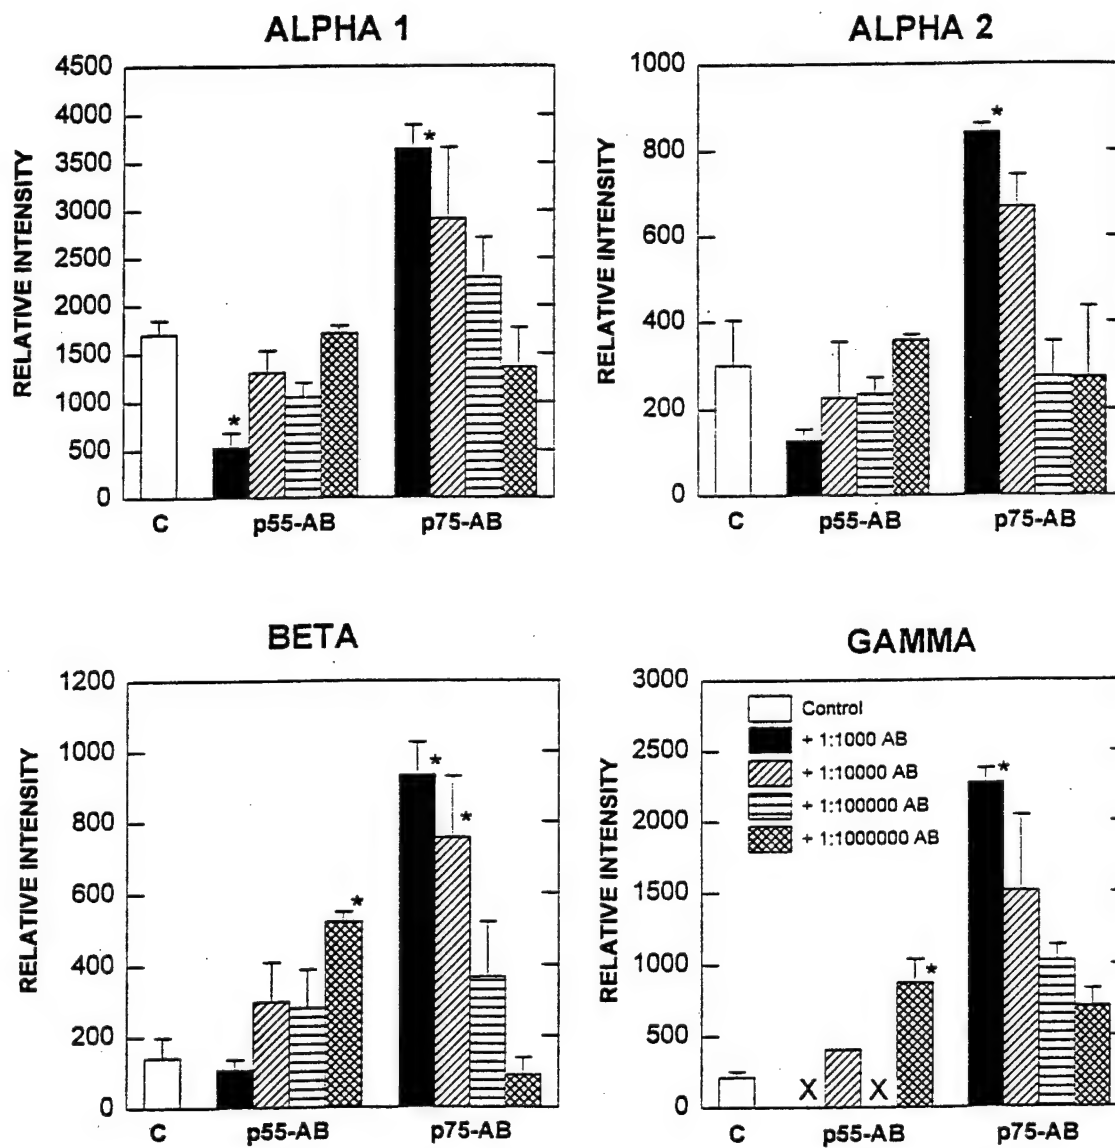 ALPHA 1
4500
4000
3500
3000
2500
2000
1500
1000
500
0
RELATIVE INTENSITY
*
*
C p55-AB p75-AB
ALPHA 2
1000
800
600
400
200
0
RELATIVE INTENSITY
*
C p55-AB p75-AB
BETA
1200
1000
800
600
400
200
0
RELATIVE INTENSITY
*
*
*
C p55-AB p75-AB
GAMMA
3000
2500
2000
1500
1000
500
0
RELATIVE INTENSITY
Control
+ 1:1000 AB
+ 1:10000 AB
+ 1:100000 AB
+ 1:1000000 AB
*
*
X X
C p55-AB p75-AB